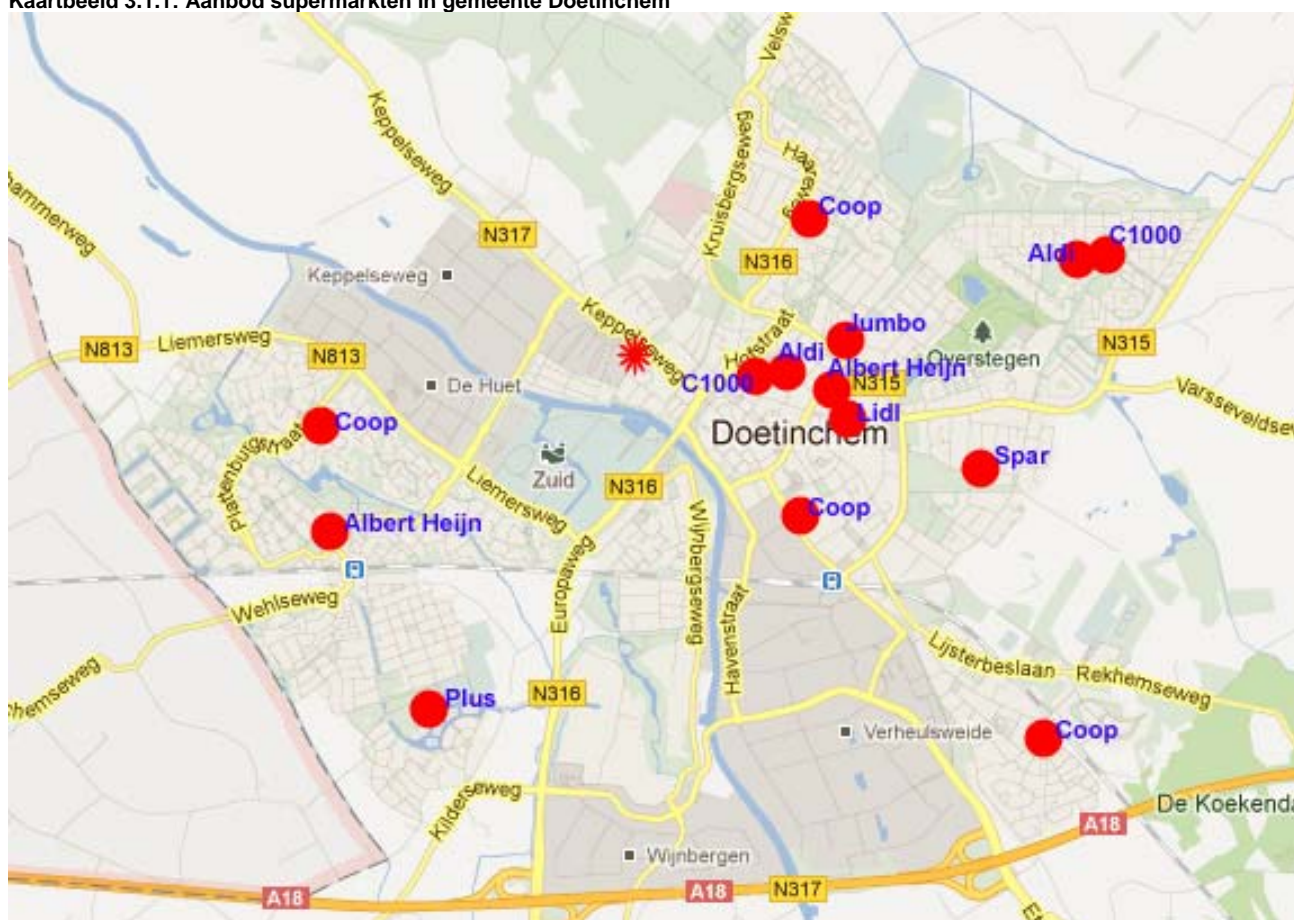 Kaartbeeld 3.1.1: Aanbod supermarkten in gemeente Doetinchem
Keppelseweg
Kruisbergseweg
Coop
N317
N316
Aldi
C1000
Keppelseweg
Keppelseweg
Hofstraat
Jumbo
N813
Liemersweg
N813
Overstegen
N315
De Huet
C1000
Aldi
Albert Heijn
N315
Lidl
Coop
Doetinchem
Spar
Zuid
N316
Liemersweg
Coop
Albert Heijn
Wijnbergseweg
Europaweg
Havenstraat
Wehlseweg
Lijsterbeslaan
Rekhemseweg
Plus
N316
Verheulsweide
Coop
Kilderseweg
De Koekenda
A18
Wijnbergen
A18
A18
N317